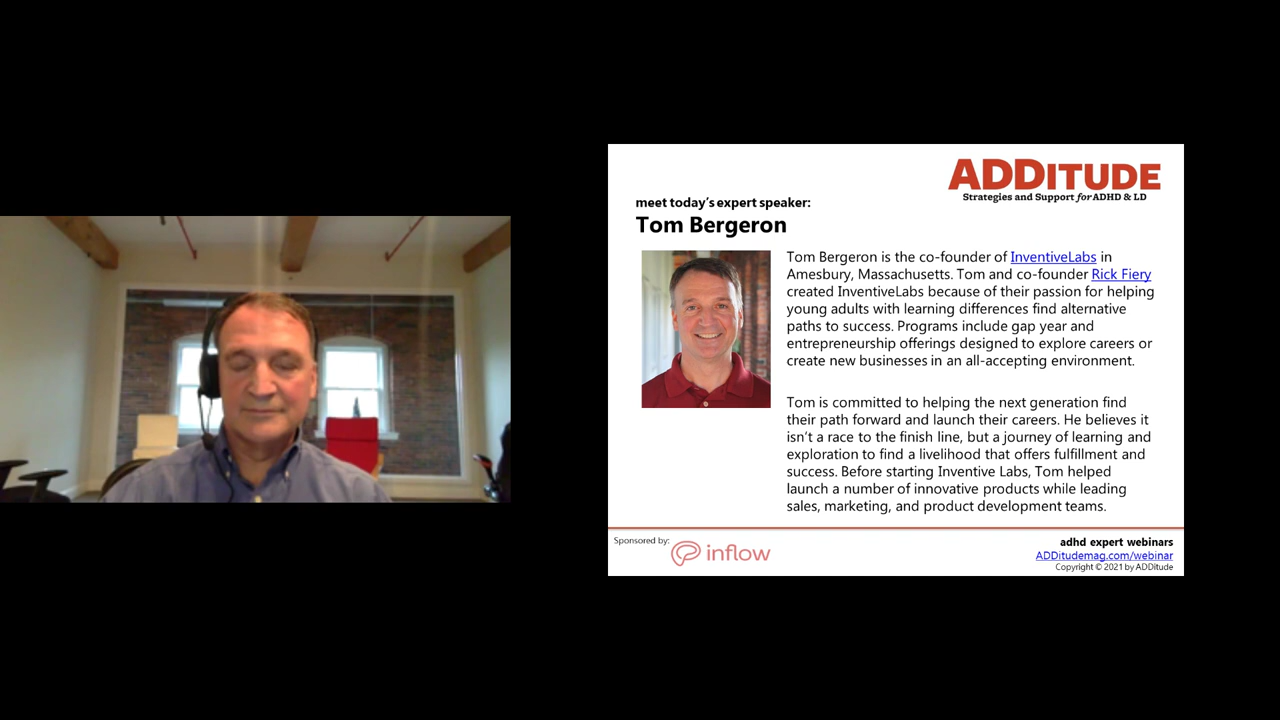 ADDITUDE
Strategies and Support for ADHD & LD
meet today's expert speaker:
Tom Bergeron
Tom Bergeron is the co-founder of InventiveLabs in
Amesbury, Massachusetts. Tom and co-founder Rick Fiery
created InventiveLabs because of their passion for helping
young adults with learning differences find alternative
paths to success. Programs include gap year and
entrepreneurship offerings designed to explore careers or
create new businesses in an all-accepting environment.
Tom is committed to helping the next generation find
their path forward and launch their careers. He believes it
isn't a race to the finish line, but a journey of learning and
exploration to find a livelihood that offers fulfillment and
success. Before starting Inventive Labs, Tom helped
launch a number of innovative products while leading
sales, marketing, and product development teams.
Sponsored by:
inflow
adhd expert webinars
ADDitudemag.com/webinar
Copyright © 2021 by ADDitude